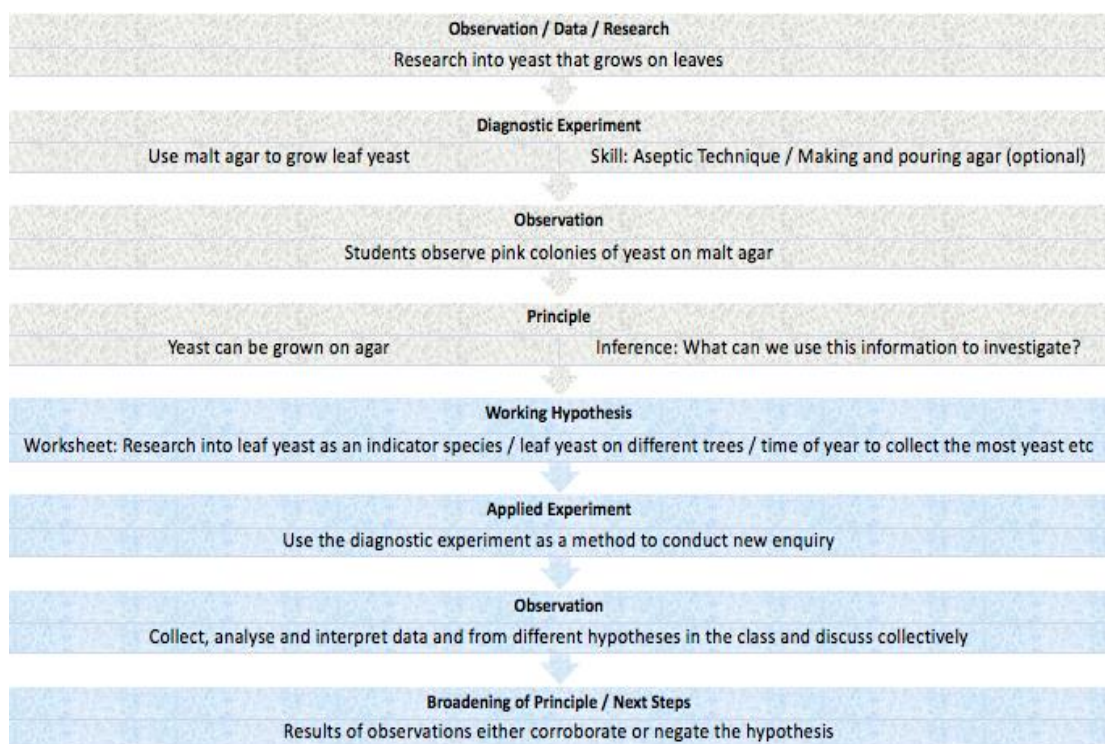 Observation / Data / Research
Research into yeast that grows on leaves
Diagnostic Experiment
Use malt agar to grow leaf yeast
Skill: Aseptic Technique / Making and pouring agar (optional)
Observation
Students observe pink colonies of yeast on malt agar
Principle
Yeast can be grown on agar
Inference: What can we use this information to investigate?
Working Hypothesis
Worksheet: Research into leaf yeast as an indicator species / leaf yeast on different trees / time of year to collect the most yeast etc
Applied Experiment
Use the diagnostic experiment as a method to conduct new enquiry
Observation
Collect, analyse and interpret data and from different hypotheses in the class and discuss collectively
Broadening of Principle / Next Steps
Results of observations either corroborate or negate the hypothesis